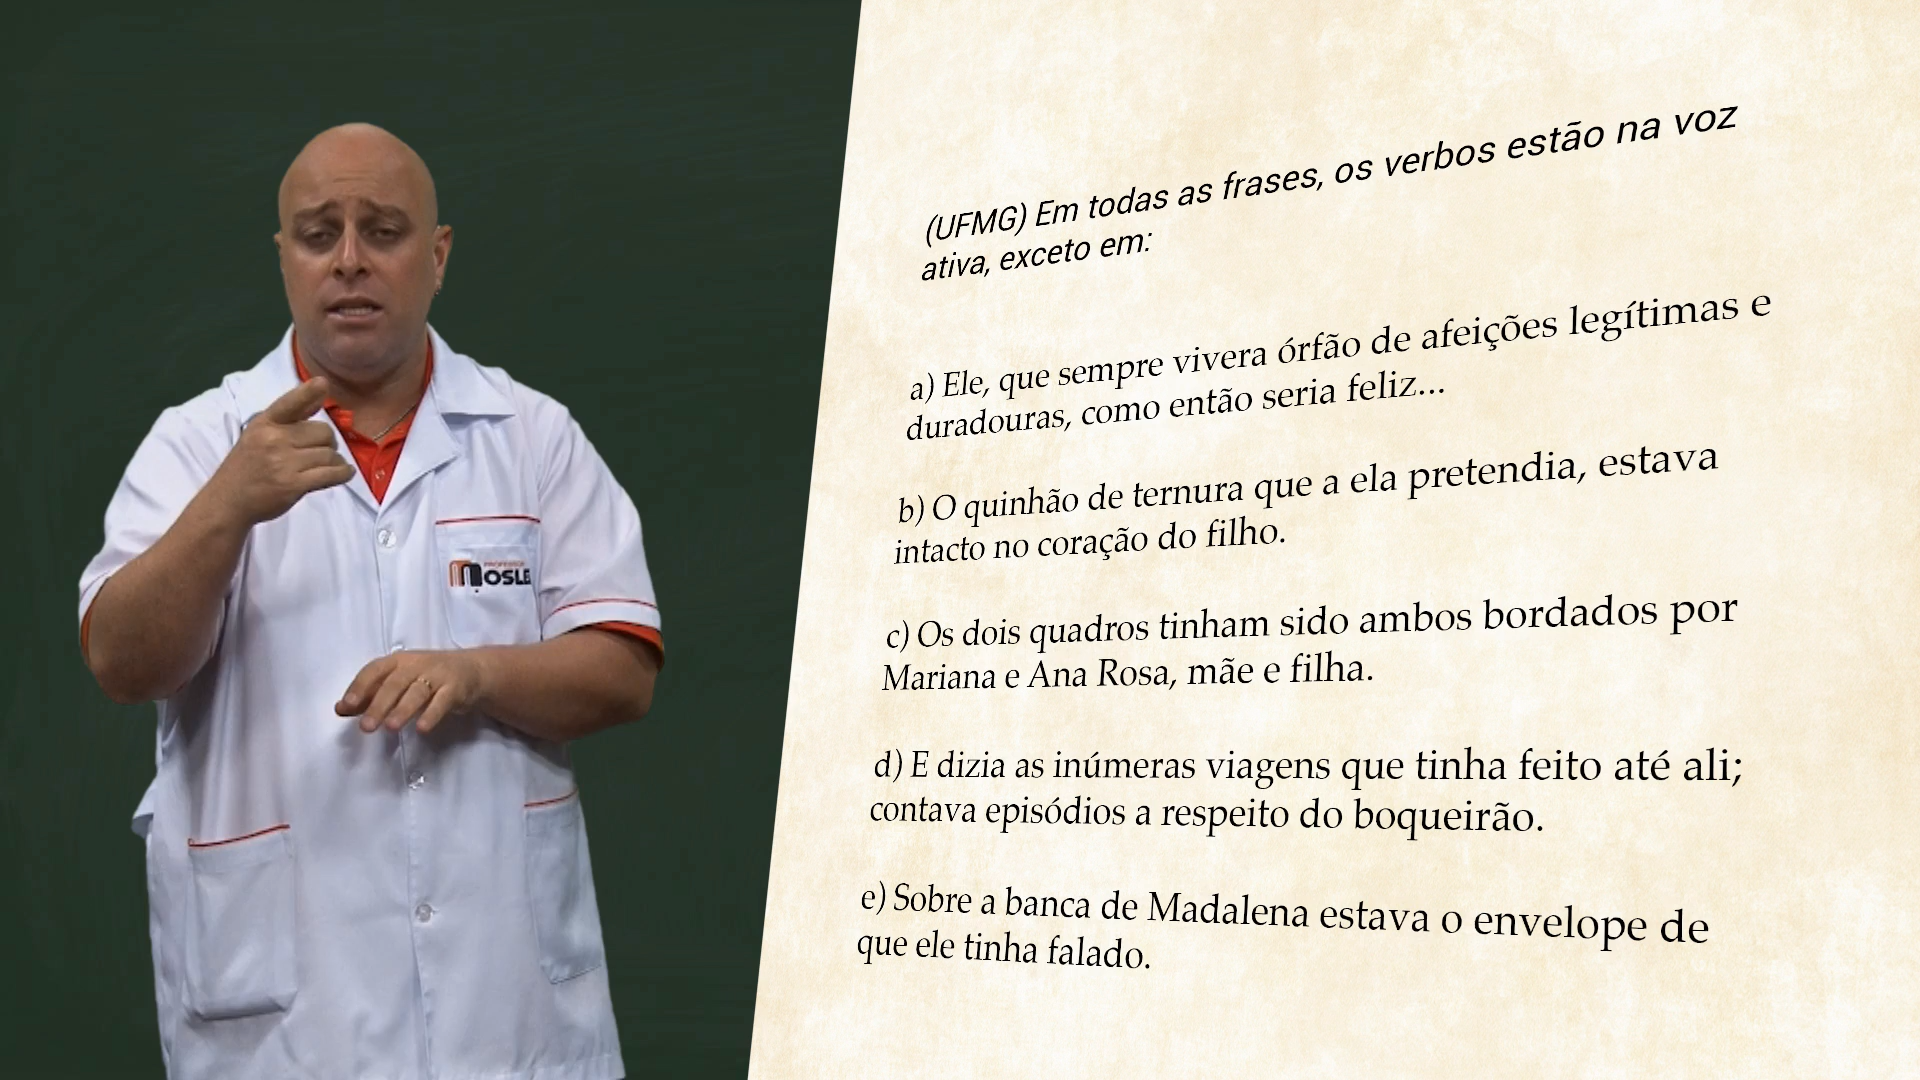 (UFMG) Em todas as frases, os verbos estão na voz
ativa, exceto em:
a) Ele, que sempre vivera órfão de afeições legítimas e
duradouras, como então seria feliz...
b) O quinhão de ternura que a ela pretendia, estava
intacto no coração do filho.
c) Os dois quadros tinham sido ambos bordados por
Mariana e Ana Rosa, mãe e filha.
d) E dizia as inúmeras viagens que tinha feito até ali;
contava episódios a respeito do boqueirão.
e) Sobre a banca de Madalena estava o envelope de
que ele tinha falado.
PROFESSOR